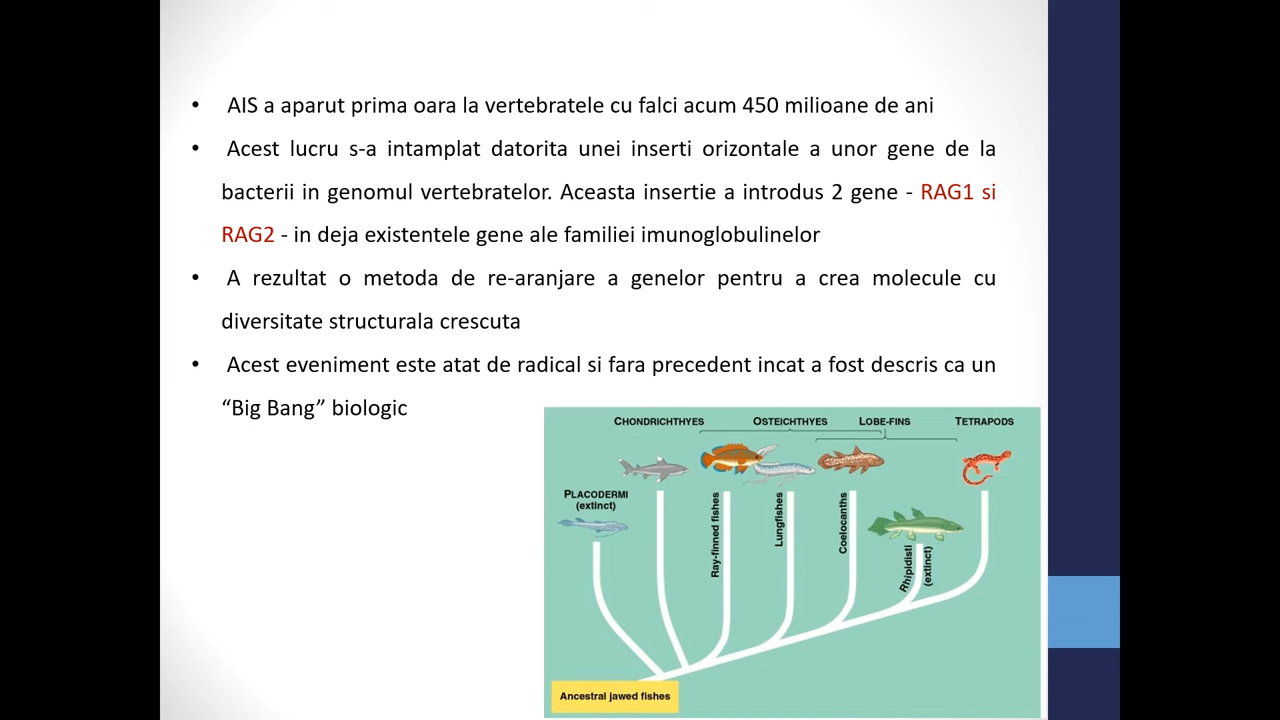 • AIS a aparut prima oara la vertebratele cu falci acum 450 milioane de ani
• Acest lucru s-a intamplat datorita unei inserti orizontale a unor gene de la
bacterii in genomul vertebratelor. Aceasta insertie a introdus 2 gene - RAG1 si
RAG2 - in deja existentele gene ale familiei imunoglobulinelor
• A rezultat o metoda de re-aranjare a genelor pentru a crea molecule cu
diversitate structurala crescuta
• Acest eveniment este atat de radical si fara precedent incat a fost descris ca un
“Big Bang” biologic
CHONDRICHTHYES
OSTEICHTHYES
LOBE-FINS
TETRAPODS
PLACODERMI
(extinct)
Ray-finned fishes
Lungfishes
Coelocanths
Rhipidisti
(extinct)
Ancestral jawed fishes